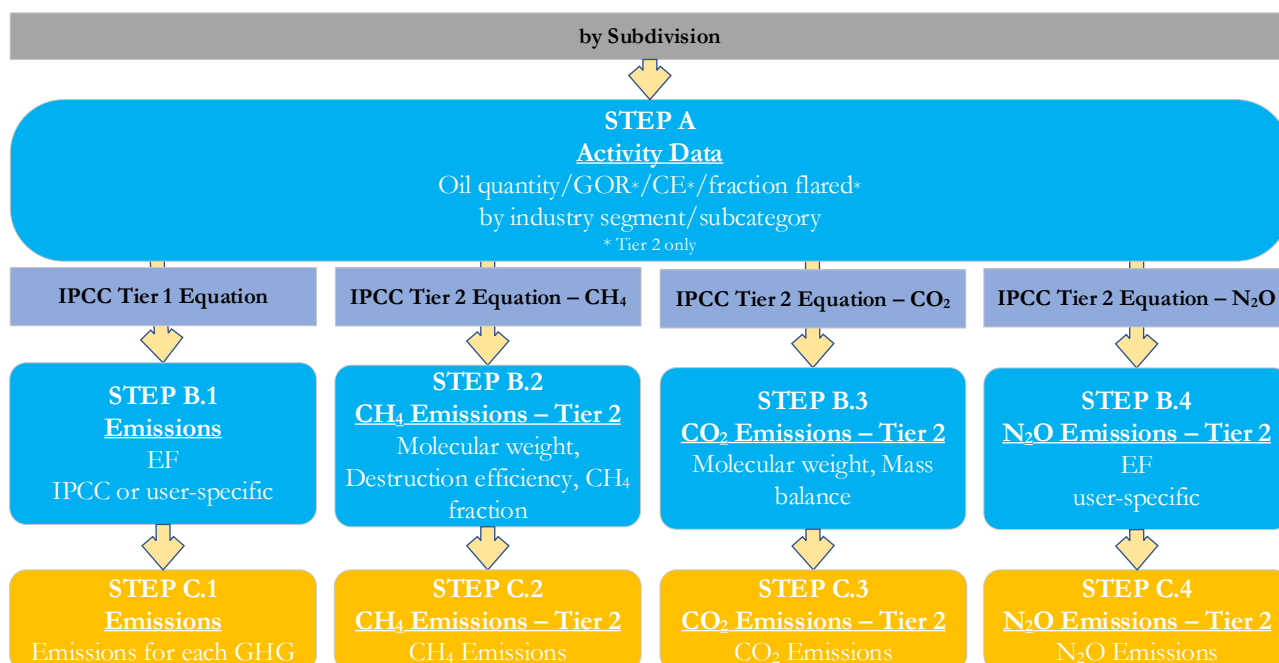 by Subdivision
STEP A
Activity Data
Oil quantity/GOR*/CE*/fraction flared*
by industry segment/subcategory
* Tier 2 only
IPCC Tier 1 Equation
IPCC Tier 2 Equation – CH₄
IPCC Tier 2 Equation – CO₂
IPCC Tier 2 Equation – N₂O
STEP B.1
Emissions
EF
IPCC or user-specific
STEP B.2
CH₄ Emissions – Tier 2
Molecular weight,
Destruction efficiency, CH₄
fraction
STEP B.3
CO₂ Emissions – Tier 2
Molecular weight, Mass
balance
STEP B.4
N₂O Emissions – Tier 2
EF
user-specific
STEP C.1
Emissions
Emissions for each GHG
STEP C.2
CH₄ Emissions – Tier 2
CH₄ Emissions
STEP C.3
CO₂ Emissions – Tier 2
CO₂ Emissions
STEP C.4
N₂O Emissions – Tier 2
N₂O Emissions